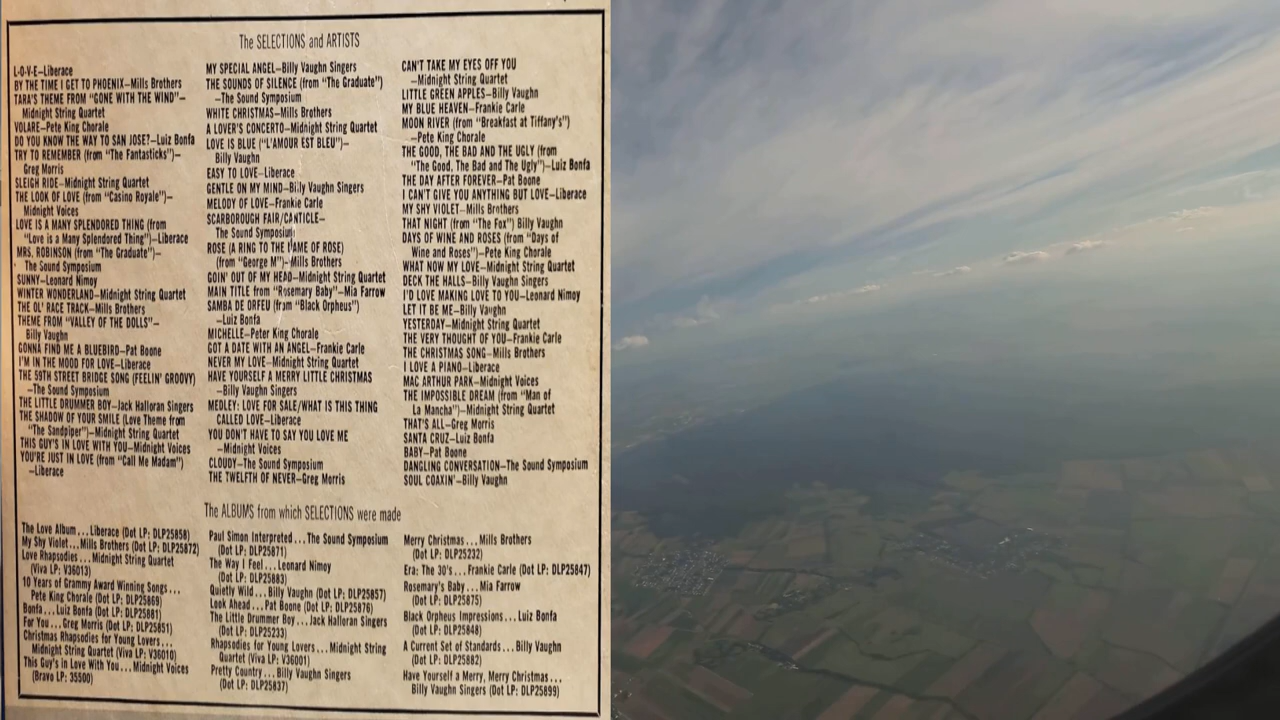 The SELECTIONS and ARTISTS
L-O-V-E—Liberace
BY THE TIME I GET TO PHOENIX—Mills Brothers
TARA'S THEME FROM "GONE WITH THE WIND"—
Midnight String Quartet
VOLARE—Pete King Chorale
DO YOU KNOW THE WAY TO SAN JOSE?—Luiz Bonfa
TRY TO REMEMBER (from "The Fantasticks")—
Greg Morris
SLEIGH RIDE—Midnight String Quartet
THE LOOK OF LOVE (from "Casino Royale")—
Midnight Voices
LOVE IS A MANY SPLENDORED THING (from
"Love is a Many Splendored Thing")—Liberace
MRS. ROBINSON (from "The Graduate")—
The Sound Symposium
SUNNY—Leonard Nimoy
WINTER WONDERLAND—Midnight String Quartet
THE OL' RACE TRACK—Mills Brothers
THEME FROM "VALLEY OF THE DOLLS"—
Billy Vaughn
GONNA FIND ME A BLUEBIRD—Pat Boone
I'M IN THE MOOD FOR LOVE—Liberace
THE 59TH STREET BRIDGE SONG (FEELIN' GROOVY)
—The Sound Symposium
THE LITTLE DRUMMER BOY—Jack Halloran Singers
THE SHADOW OF YOUR SMILE (Love Theme from
"The Sandpiper")—Midnight String Quartet
THIS GUY'S IN LOVE WITH YOU—Midnight Voices
YOU'RE JUST IN LOVE (from "Call Me Madam")
—Liberace
MY SPECIAL ANGEL—Billy Vaughn Singers
THE SOUNDS OF SILENCE (from "The Graduate")
—The Sound Symposium
WHITE CHRISTMAS—Mills Brothers
A LOVER'S CONCERTO—Midnight String Quartet
LOVE IS BLUE ("L'AMOUR EST BLEU")—
Billy Vaughn
EASY TO LOVE—Liberace
GENTLE ON MY MIND—Billy Vaughn Singers
MELODY OF LOVE—Frankie Carle
SCARBOROUGH FAIR/CANTICLE—
The Sound Symposium
ROSE (A RING TO THE NAME OF ROSE)
(from "George M")—Mills Brothers
GOIN' OUT OF MY HEAD—Midnight String Quartet
MAIN TITLE from "Rosemary Baby"—Mia Farrow
SAMBA DE ORFEU (from "Black Orpheus")
—Luiz Bonfa
MICHELLE—Peter King Chorale
GOT A DATE WITH AN ANGEL—Frankie Carle
NEVER MY LOVE—Midnight String Quartet
HAVE YOURSELF A MERRY LITTLE CHRISTMAS
—Billy Vaughn Singers
MEDLEY: LOVE FOR SALE/WHAT IS THIS THING
CALLED LOVE—Liberace
YOU DON'T HAVE TO SAY YOU LOVE ME
—Midnight Voices
CLOUDY—The Sound Symposium
THE TWELFTH OF NEVER—Greg Morris
CAN'T TAKE MY EYES OFF YOU
—Midnight String Quartet
LITTLE GREEN APPLES—Billy Vaughn
MY BLUE HEAVEN—Frankie Carle
MOON RIVER (from "Breakfast at Tiffany's")
—Pete King Chorale
THE GOOD, THE BAD AND THE UGLY (from
"The Good, The Bad and The Ugly")—Luiz Bonfa
THE DAY AFTER FOREVER—Pat Boone
I CAN'T GIVE YOU ANYTHING BUT LOVE—Liberace
MY SHY VIOLET—Mills Brothers
THAT NIGHT (from "The Fox") Billy Vaughn
DAYS OF WINE AND ROSES (from "Days of
Wine and Roses")—Pete King Chorale
WHAT NOW MY LOVE—Midnight String Quartet
DECK THE HALLS—Billy Vaughn Singers
I'D LOVE MAKING LOVE TO YOU—Leonard Nimoy
LET IT BE ME—Billy Vaughn
YESTERDAY—Midnight String Quartet
THE VERY THOUGHT OF YOU—Frankie Carle
THE CHRISTMAS SONG—Mills Brothers
I LOVE A PIANO—Liberace
MAC ARTHUR PARK—Midnight Voices
THE IMPOSSIBLE DREAM (from "Man of
La Mancha")—Midnight String Quartet
THAT'S ALL—Greg Morris
SANTA CRUZ—Luiz Bonfa
BABY—Pat Boone
DANGLING CONVERSATION—The Sound Symposium
SOUL COAXIN'—Billy Vaughn
The ALBUMS from which SELECTIONS were made
The Love Album...Liberace (Dot LP: DLP25858)
My Shy Violet...Mills Brothers (Dot LP: DLP25872)
Love Rhapsodies...Midnight String Quartet
(Viva LP: V36013)
10 Years of Grammy Award Winning Songs...
Pete King Chorale (Dot LP: DLP25869)
Bonfa...Luiz Bonfa (Dot LP: DLP25881)
For You...Greg Morris (Dot LP: DLP25851)
Christmas Rhapsodies for Young Lovers...
Midnight String Quartet (Viva LP: V36010)
This Guy's in Love With You...Midnight Voices
(Bravo LP: 35500)
Paul Simon Interpreted...The Sound Symposium
(Dot LP: DLP25871)
The Way I Feel...Leonard Nimoy
(Dot LP: DLP25883)
Quietly Wild...Billy Vaughn (Dot LP: DLP25857)
Look Ahead...Pat Boone (Dot LP: DLP25876)
The Little Drummer Boy...Jack Halloran Singers
(Dot LP: DLP25233)
Rhapsodies for Young Lovers...Midnight String
Quartet (Viva LP: V36001)
Pretty Country...Billy Vaughn Singers
(Dot LP: DLP25837)
Merry Christmas...Mills Brothers
(Dot LP: DLP25232)
Era: The 30's...Frankie Carle (Dot LP: DLP25847)
Rosemary's Baby...Mia Farrow
(Dot LP: DLP25875)
Black Orpheus Impressions...Luiz Bonfa
(Dot LP: DLP25848)
A Current Set of Standards...Billy Vaughn
(Dot LP: DLP25882)
Have Yourself a Merry, Merry Christmas...
Billy Vaughn Singers (Dot LP: DLP25899)